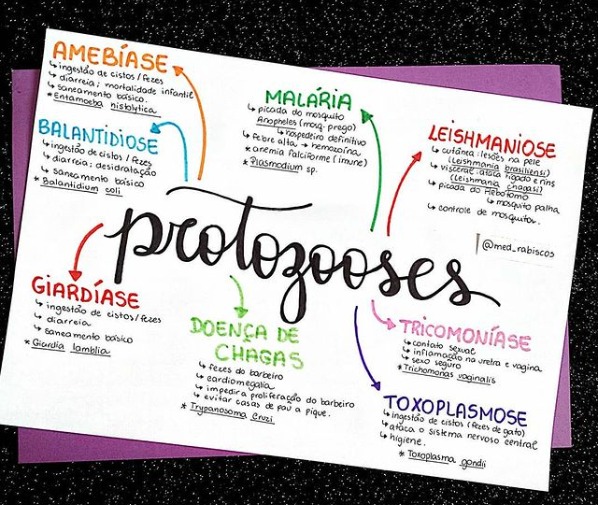 AMEBÍASE
↳ ingestão de cistos/fezes
↳ diarreia; mortalidade infantil
↳ saneamento básico.
* Entamoeba histolytica
BALANTIDIOSE
↳ ingestão de cistos/fezes
↳ diarreia; desidratação
↳ saneamento básico
* Balantidium coli
MALÁRIA
↳ picada do mosquito
Anopheles (mosq. prego)
↳ hospedeiro definitivo
↳ febre alta → hemozoína
* anemia falciforme (imune)
* Plasmodium sp.
LEISHMANIOSE
↳ cutânea: lesões na pele
(Leishmania brasiliensi)
↳ visceral: ataca fígado e rins
(Leishmania chagasi)
↳ picada do flebótomo
↳ mosquito palha
↳ controle de mosquitos.
@med_rabiscos
protozooses
GIARDÍASE
↳ ingestão de cistos/fezes
↳ diarreia
↳ saneamento básico
* Giardia lamblia
DOENÇA DE
CHAGAS
↳ fezes do barbeiro
↳ cardiomegalia
↳ impedir a proliferação do barbeiro
↳ evitar casas de pau a pique.
* Trypanosoma cruzi
TRICOMONÍASE
↳ contato sexual
↳ inflamação na uretra e vagina
↳ sexo seguro
* Trichomonas vaginalis
TOXOPLASMOSE
↳ ingestão de cistos (fezes de gato)
↳ ataca o sistema nervoso central
↳ higiene.
* Toxoplasma gondii